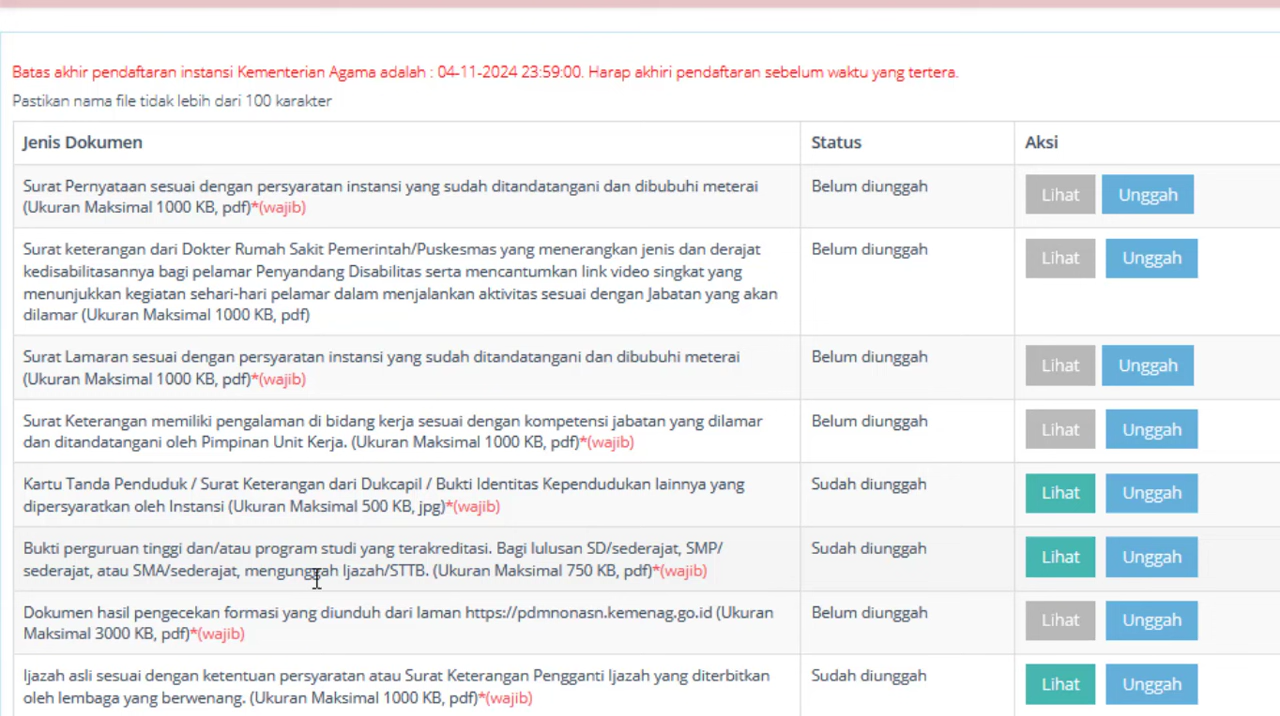 Batas akhir pendaftaran instansi Kementerian Agama adalah : 04-11-2024 23:59:00. Harap akhiri pendaftaran sebelum waktu yang tertera.
Pastikan nama file tidak lebih dari 100 karakter
Jenis Dokumen Status Aksi
Surat Pernyataan sesuai dengan persyaratan instansi yang sudah ditandatangani dan dibubuhi meterai
(Ukuran Maksimal 1000 KB, pdf)*(wajib)
Belum diunggah
Lihat Unggah
Surat keterangan dari Dokter Rumah Sakit Pemerintah/Puskesmas yang menerangkan jenis dan derajat
kedisabilitasannya bagi pelamar Penyandang Disabilitas serta mencantumkan link video singkat yang
menunjukkan kegiatan sehari-hari pelamar dalam menjalankan aktivitas sesuai dengan Jabatan yang akan
dilamar (Ukuran Maksimal 1000 KB, pdf)
Belum diunggah
Lihat Unggah
Surat Lamaran sesuai dengan persyaratan instansi yang sudah ditandatangani dan dibubuhi meterai
(Ukuran Maksimal 1000 KB, pdf)*(wajib)
Belum diunggah
Lihat Unggah
Surat Keterangan memiliki pengalaman di bidang kerja sesuai dengan kompetensi jabatan yang dilamar
dan ditandatangani oleh Pimpinan Unit Kerja. (Ukuran Maksimal 1000 KB, pdf)*(wajib)
Belum diunggah
Lihat Unggah
Kartu Tanda Penduduk / Surat Keterangan dari Dukcapil / Bukti Identitas Kependudukan lainnya yang
dipersyaratkan oleh Instansi (Ukuran Maksimal 500 KB, jpg)*(wajib)
Sudah diunggah
Lihat Unggah
Bukti perguruan tinggi dan/atau program studi yang terakreditasi. Bagi lulusan SD/sederajat, SMP/
sederajat, atau SMA/sederajat, mengunggah Ijazah/STTB. (Ukuran Maksimal 750 KB, pdf)*(wajib)
Sudah diunggah
Lihat Unggah
Dokumen hasil pengecekan formasi yang diunduh dari laman https://pdmnonasn.kemenag.go.id (Ukuran
Maksimal 3000 KB, pdf)*(wajib)
Belum diunggah
Lihat Unggah
Ijazah asli sesuai dengan ketentuan persyaratan atau Surat Keterangan Pengganti Ijazah yang diterbitkan
oleh lembaga yang berwenang. (Ukuran Maksimal 1000 KB, pdf)*(wajib)
Sudah diunggah
Lihat Unggah